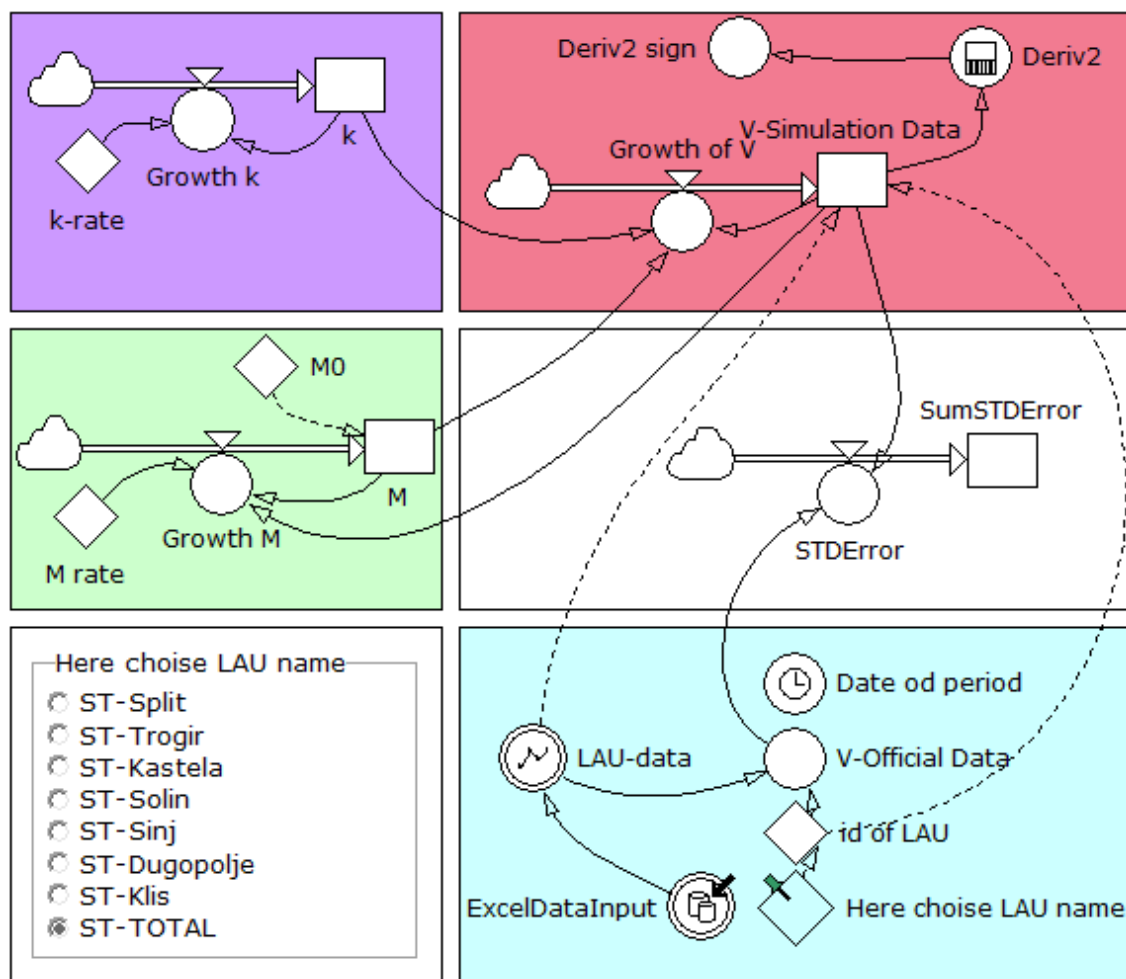 k
Growth k
k-rate
Deriv2 sign
Deriv2
V-Simulation Data
Growth of V
M0
M
Growth M
M rate
SumSTDError
STDError
Here choise LAU name
ST-Split
ST-Trogir
ST-Kastela
ST-Solin
ST-Sinj
ST-Dugopolje
ST-Klis
ST-TOTAL
Date od period
LAU-data
V-Official Data
id of LAU
ExcelDataInput
Here choise LAU name